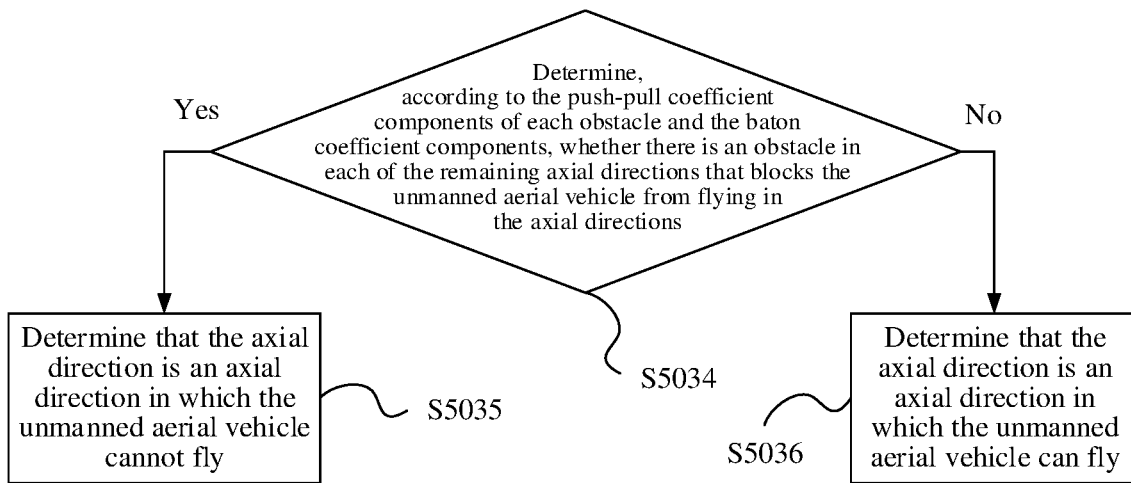 Determine,
according to the push-pull coefficient
components of each obstacle and the baton
coefficient components, whether there is an obstacle in
each of the remaining axial directions that blocks the
unmanned aerial vehicle from flying in
the axial directions
Yes
No
S5034
Determine that the axial
direction is an axial
direction in which the
unmanned aerial vehicle
cannot fly
S5035
Determine that the
axial direction is an
axial direction in
which the unmanned
aerial vehicle can fly
S5036